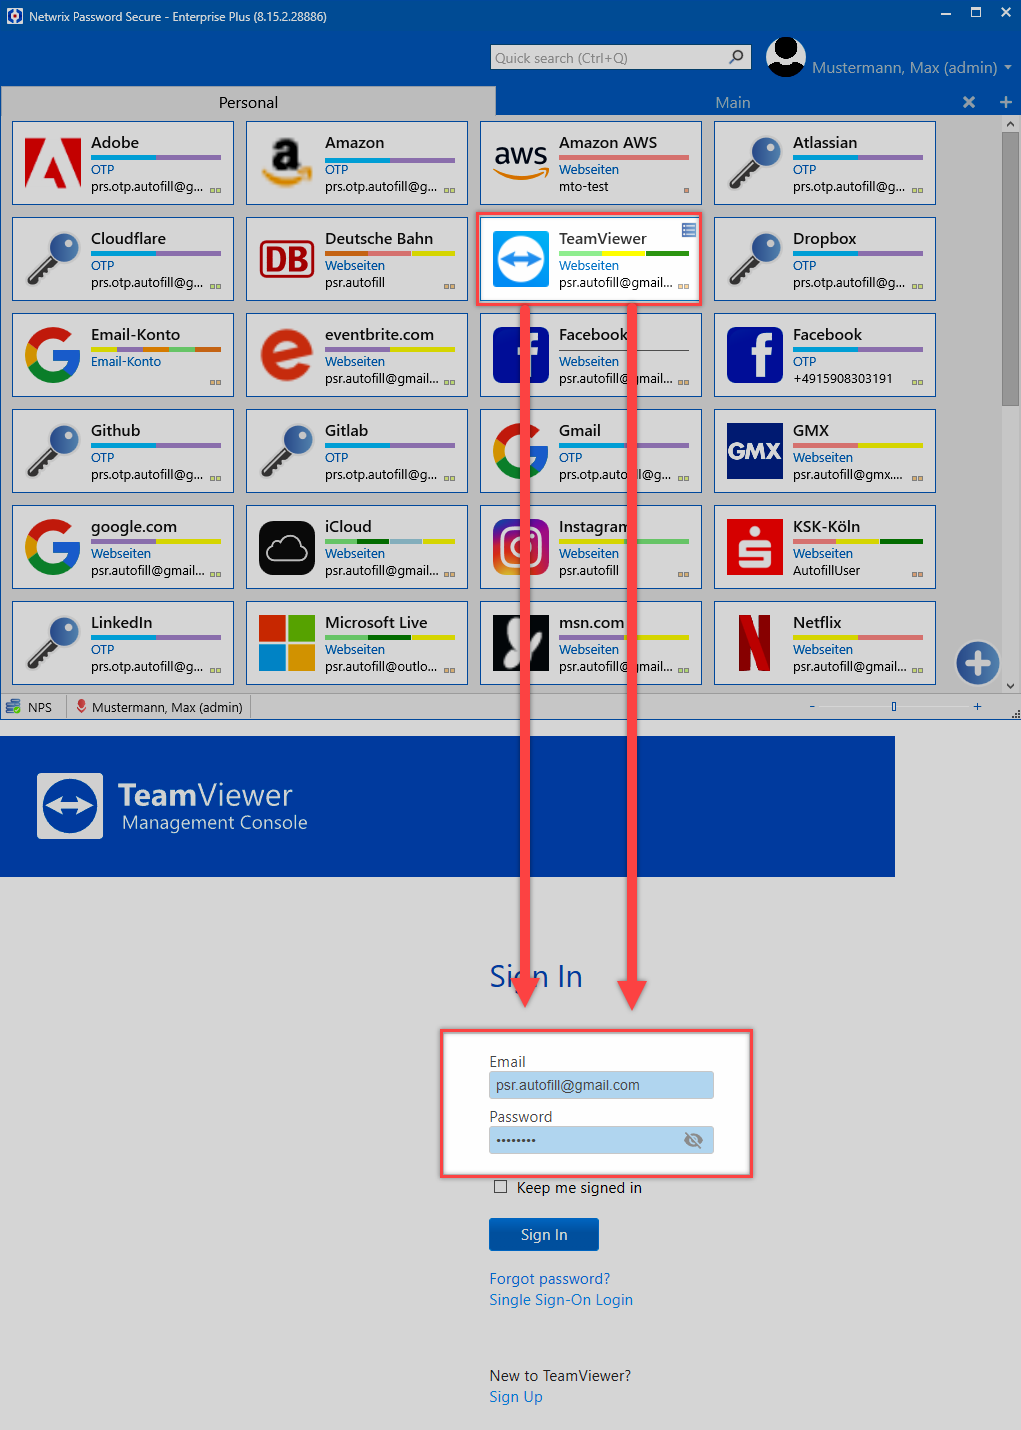 Netwrix Password Secure - Enterprise Plus (8.15.2.28886)
Quick search (Ctrl+Q)
Mustermann, Max (admin)
Personal
Main
Adobe
OTP
prs.otp.autofill@g...
Amazon
OTP
prs.otp.autofill@g...
aws
Amazon AWS
Webseiten
mto-test
Atlassian
OTP
prs.otp.autofill@g...
Cloudflare
OTP
prs.otp.autofill@g...
DB
Deutsche Bahn
Webseiten
psr.autofill
TeamViewer
Webseiten
psr.autofill@gmail...
Dropbox
OTP
prs.otp.autofill@g...
Email-Konto
Email-Konto
eventbrite.com
Webseiten
psr.autofill@gmail...
Facebook
Webseiten
psr.autofill@gmail...
Facebook
OTP
+4915908303191
Github
OTP
prs.otp.autofill@g...
Gitlab
OTP
prs.otp.autofill@g...
Gmail
OTP
prs.otp.autofill@g...
GMX
GMX
Webseiten
psr.autofill@gmx....
google.com
Webseiten
psr.autofill@gmail...
iCloud
Webseiten
psr.autofill@gmail...
Instagram
Webseiten
psr.autofill
KSK-Köln
Webseiten
AutofillUser
LinkedIn
OTP
prs.otp.autofill@g...
Microsoft Live
Webseiten
psr.autofill@outlo...
msn.com
Webseiten
psr.autofill@gmail...
Netflix
Webseiten
psr.autofill@gmail...
NPS
Mustermann, Max (admin)
TeamViewer
Management Console
Sign In
Email
psr.autofill@gmail.com
Password
••••••••
Keep me signed in
Sign In
Forgot password?
Single Sign-On Login
New to TeamViewer?
Sign Up